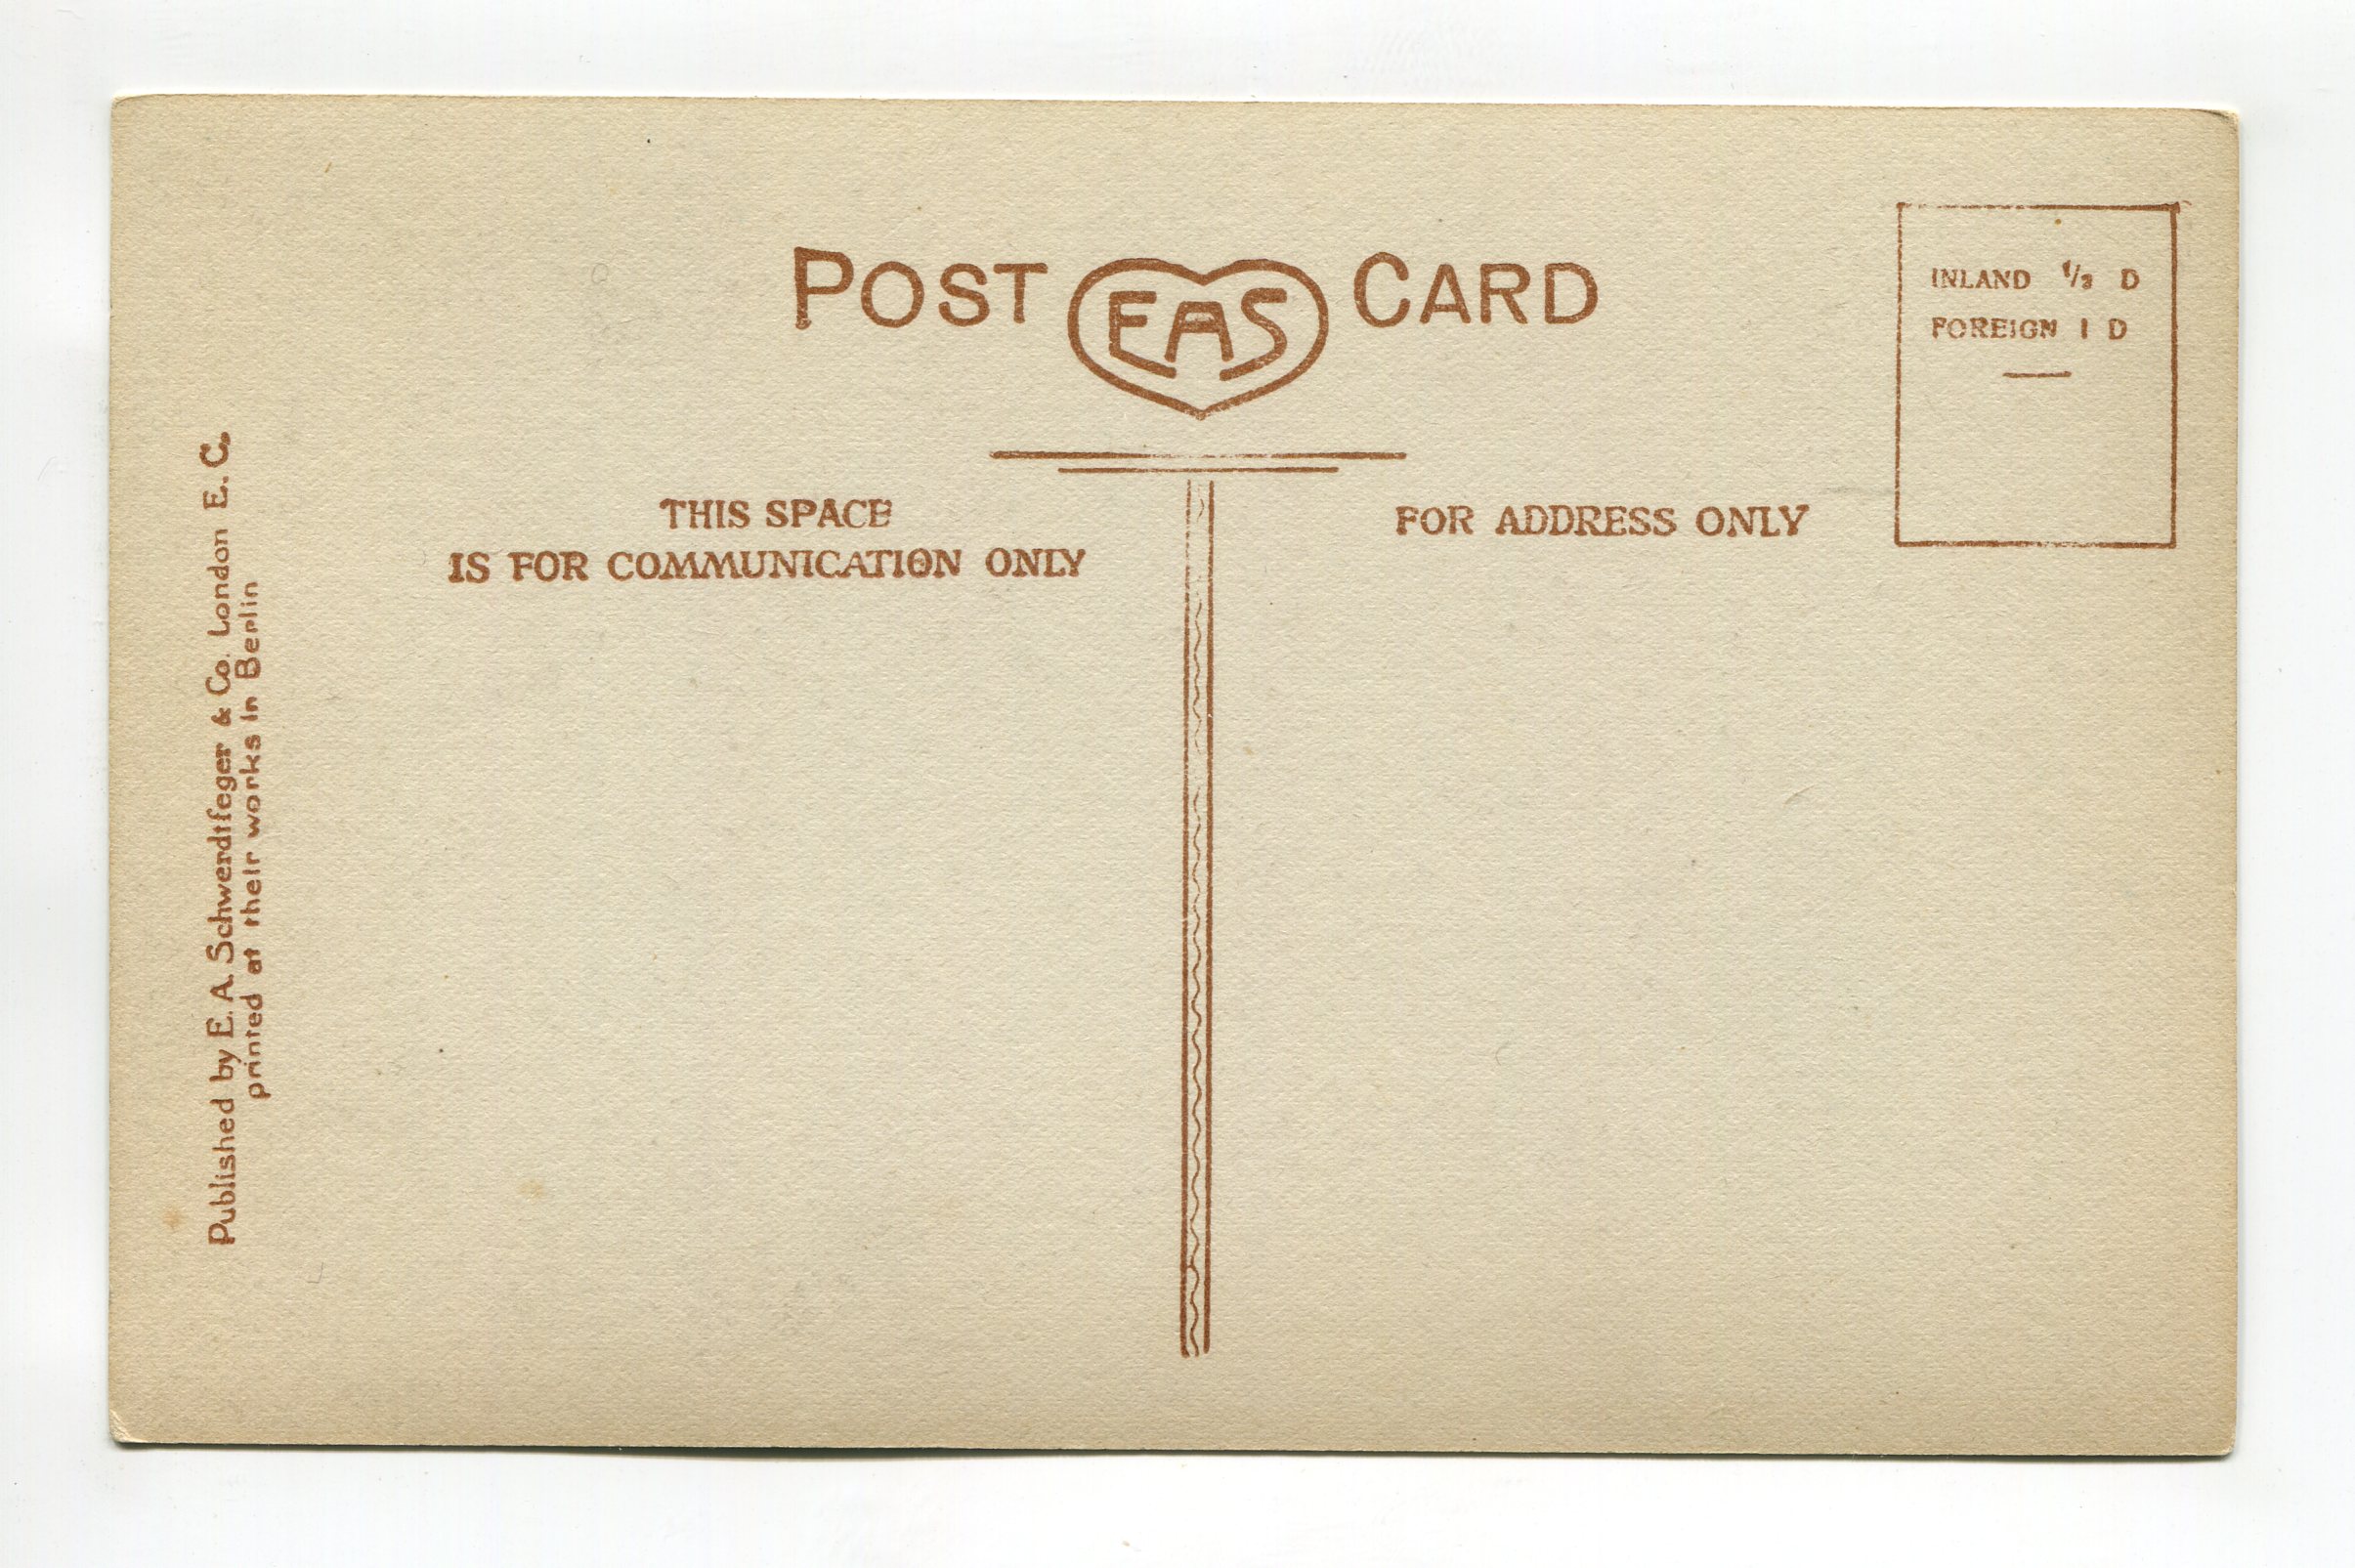 POST EAS CARD
INLAND ½ D
FOREIGN 1 D
THIS SPACE
IS FOR COMMUNICATION ONLY
FOR ADDRESS ONLY
Published by E. A. Schwerdtfeger & Co. London E. C.
printed at their works in Berlin